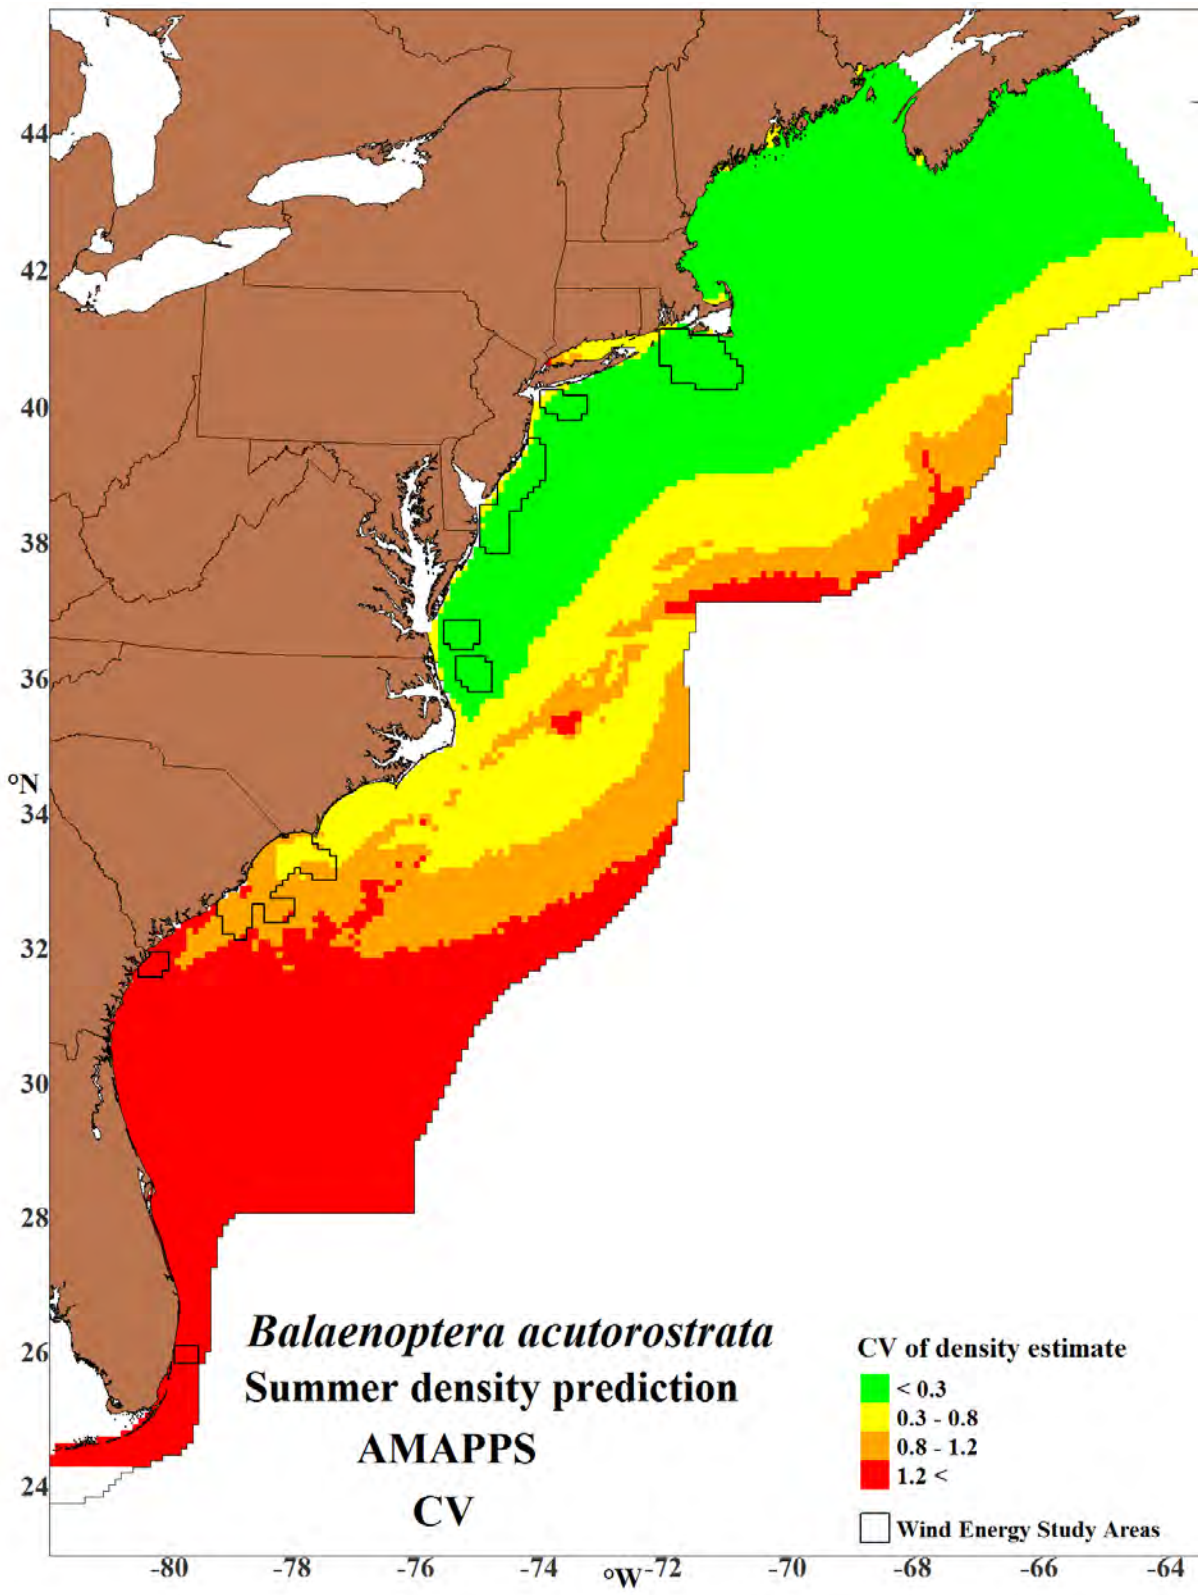 44
42
40
38
36
°N
34
32
30
28
26
24
Balaenoptera acutorostrata
Summer density prediction
AMAPPS
CV
CV of density estimate
< 0.3
0.3 - 0.8
0.8 - 1.2
1.2 <
Wind Energy Study Areas
-80 -78 -76 -74 °W -72 -70 -68 -66 -64